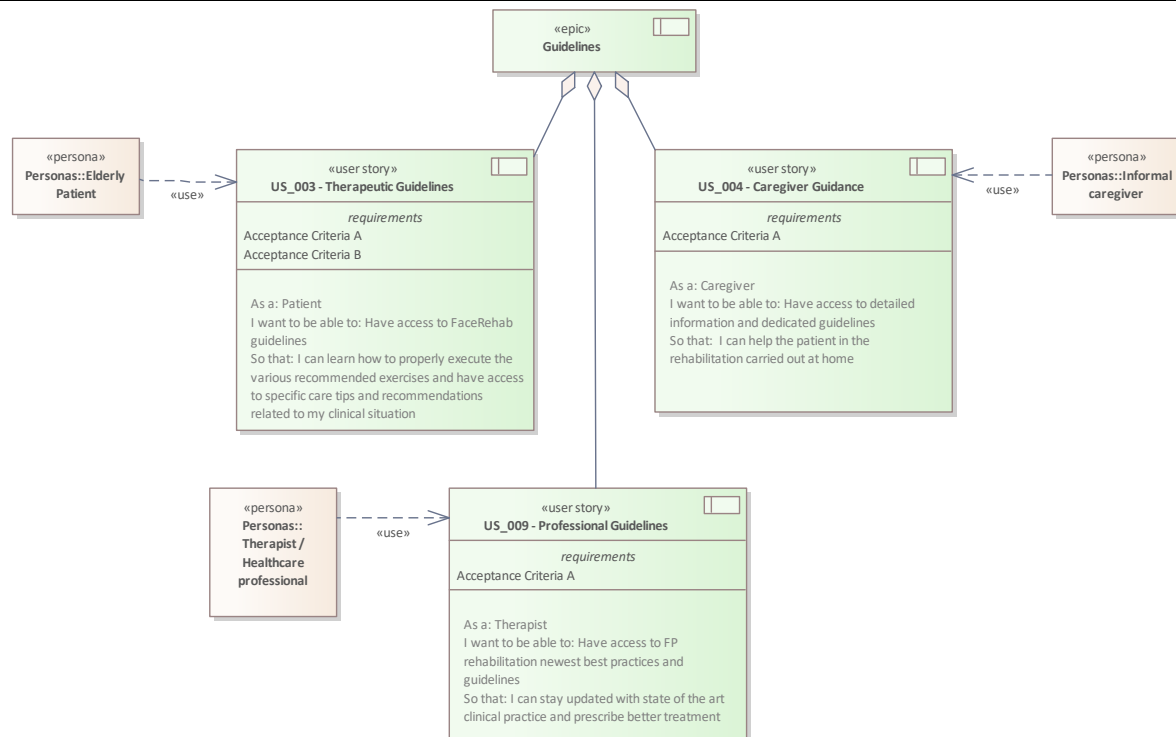 «epic»
Guidelines
«persona»
Personas::Elderly
Patient
«use»
«user story»
US_003 - Therapeutic Guidelines
requirements
Acceptance Criteria A
Acceptance Criteria B
As a: Patient
I want to be able to: Have access to FaceRehab
guidelines
So that: I can learn how to properly execute the
various recommended exercises and have access
to specific care tips and recommendations
related to my clinical situation
«user story»
US_004 - Caregiver Guidance
requirements
Acceptance Criteria A
As a: Caregiver
I want to be able to: Have access to detailed
information and dedicated guidelines
So that:  I can help the patient in the
rehabilitation carried out at home
«use»
«persona»
Personas::Informal
caregiver
«persona»
Personas::
Therapist /
Healthcare
professional
«use»
«user story»
US_009 - Professional Guidelines
requirements
Acceptance Criteria A
As a: Therapist
I want to be able to: Have access to FP
rehabilitation newest best practices and
guidelines
So that: I can stay updated with state of the art
clinical practice and prescribe better treatment